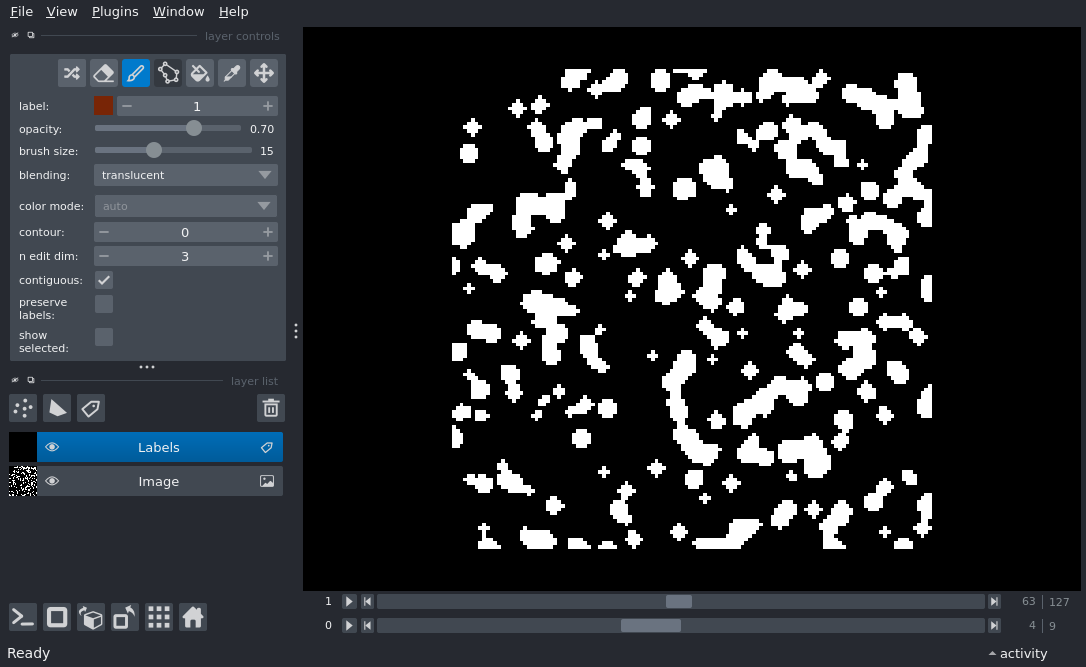 File View Plugins Window Help
layer controls
label: 1
opacity: 0.70
brush size: 15
blending: translucent
color mode: auto
contour: 0
n edit dim: 3
contiguous:
preserve
labels:
show
selected:
layer list
Labels
Image
1 63 127
0 4 9
Ready activity